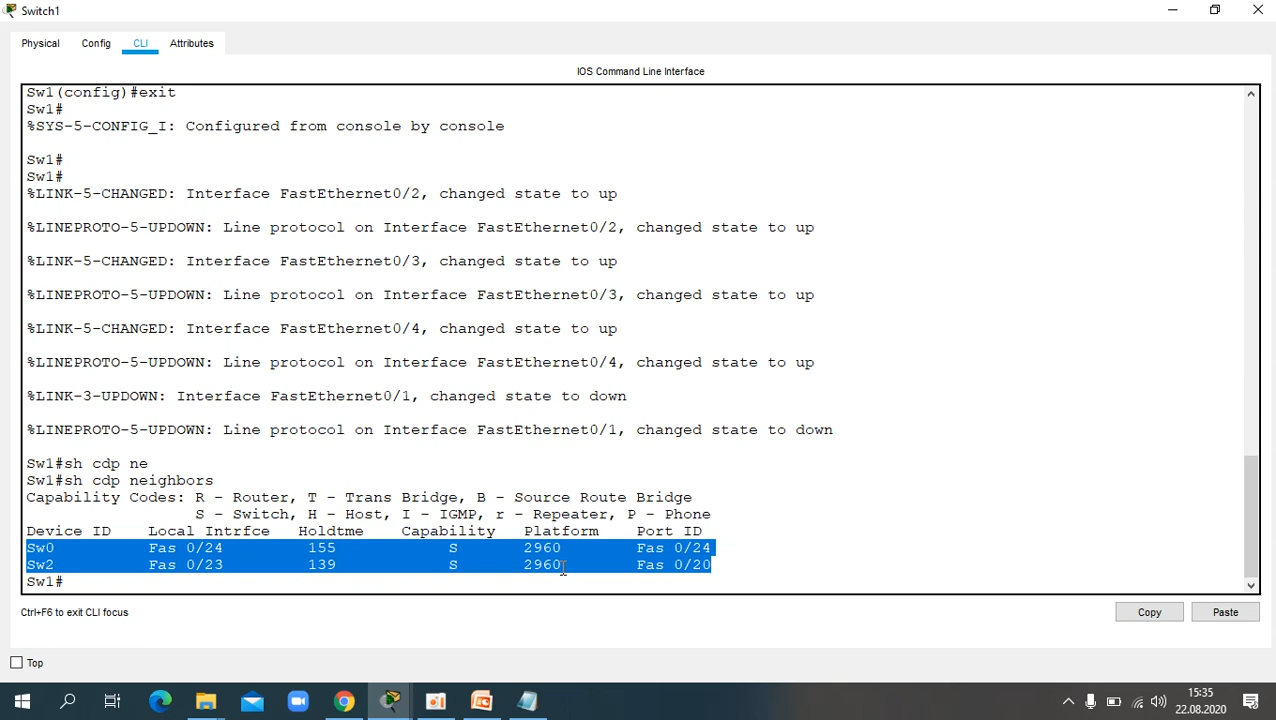 Switch1
Physical Config CLI Attributes
IOS Command Line Interface
Sw1(config)#exit
Sw1#
%SYS-5-CONFIG_I: Configured from console by console
Sw1#
Sw1#
%LINK-5-CHANGED: Interface FastEthernet0/2, changed state to up
%LINEPROTO-5-UPDOWN: Line protocol on Interface FastEthernet0/2, changed state to up
%LINK-5-CHANGED: Interface FastEthernet0/3, changed state to up
%LINEPROTO-5-UPDOWN: Line protocol on Interface FastEthernet0/3, changed state to up
%LINK-5-CHANGED: Interface FastEthernet0/4, changed state to up
%LINEPROTO-5-UPDOWN: Line protocol on Interface FastEthernet0/4, changed state to up
%LINK-3-UPDOWN: Interface FastEthernet0/1, changed state to down
%LINEPROTO-5-UPDOWN: Line protocol on Interface FastEthernet0/1, changed state to down
Sw1#sh cdp ne
Sw1#sh cdp neighbors
Capability Codes: R - Router, T - Trans Bridge, B - Source Route Bridge
S - Switch, H - Host, I - IGMP, r - Repeater, P - Phone
Device ID Local Intrfce Holdtme Capability Platform Port ID
Sw0 Fas 0/24 155 S 2960 Fas 0/24
Sw2 Fas 0/23 139 S 2960 Fas 0/20
Sw1#
Ctrl+F6 to exit CLI focus
Copy Paste
Top
15:35
22.08.2020